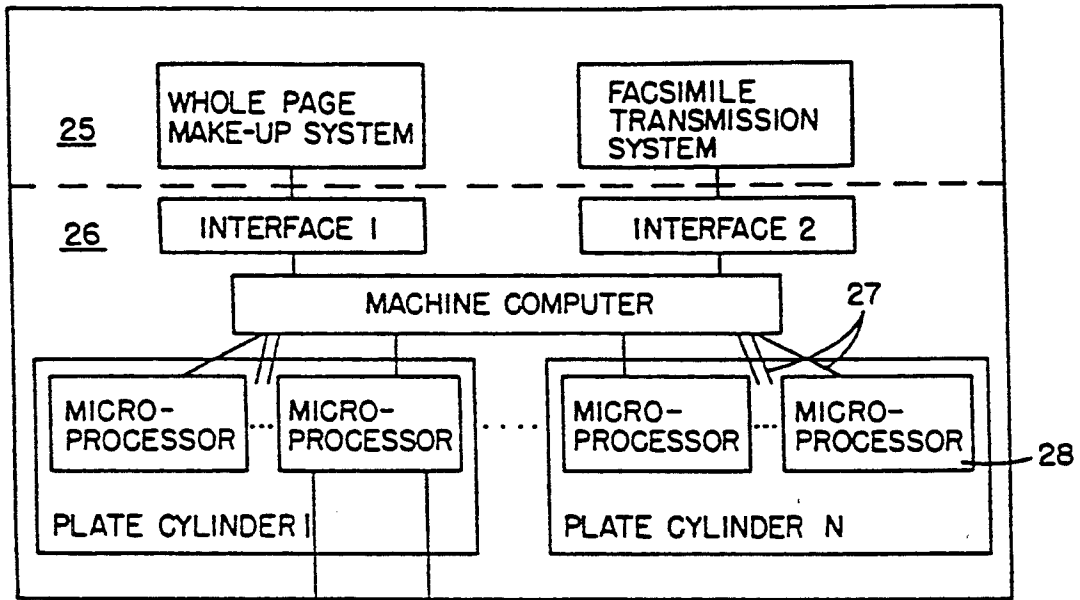 WHOLE PAGE
MAKE-UP SYSTEM
FACSIMILE
TRANSMISSION
SYSTEM
25
26
INTERFACE 1
INTERFACE 2
MACHINE COMPUTER
27
MICRO-
PROCESSOR
MICRO-
PROCESSOR
MICRO-
PROCESSOR
MICRO-
PROCESSOR
28
PLATE CYLINDER 1
PLATE CYLINDER N